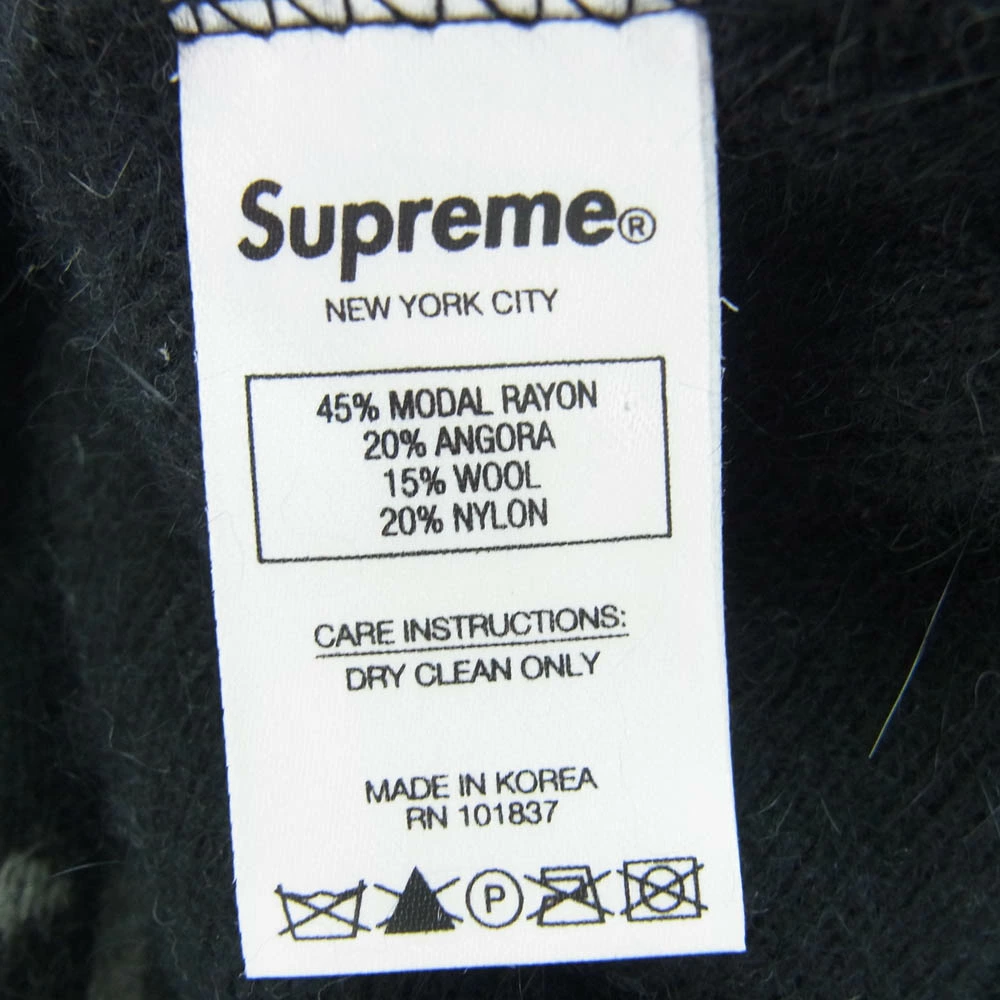 Supreme®
NEW YORK CITY
45% MODAL RAYON
20% ANGORA
15% WOOL
20% NYLON
CARE INSTRUCTIONS:
DRY CLEAN ONLY
MADE IN KOREA
RN 101837
P